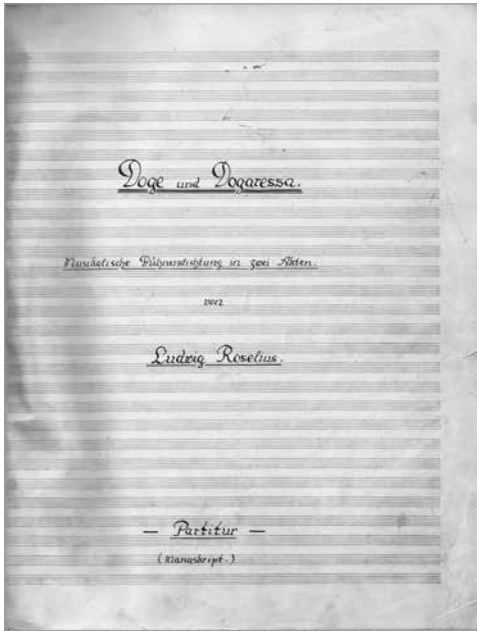 Doge und Dogaressa.
Musikalische Bühnendichtung in zwei Akten.
von
Ludwig Roselius.
— Partitur —
(Manuskript.)